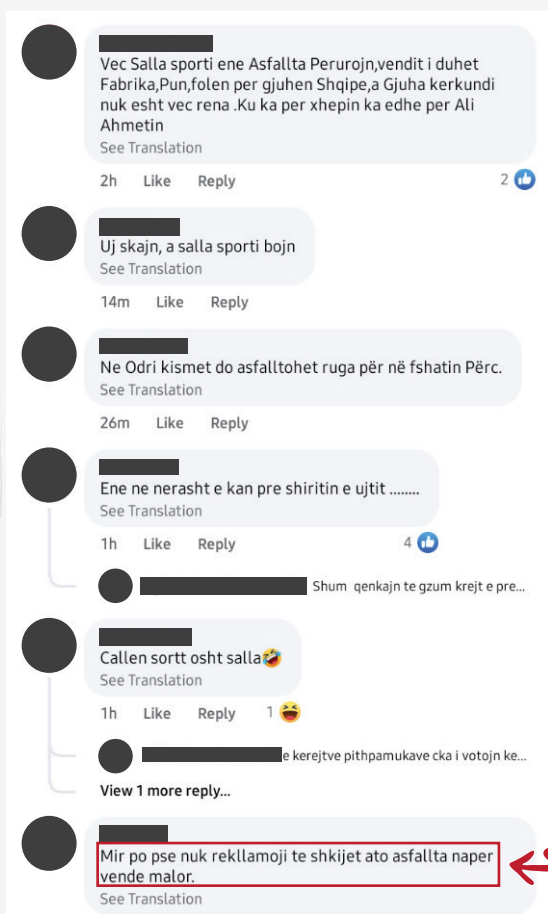 Vec Salla sporti ene Asfallta Perurojn,vendit i duhet
Fabrika,Pun,folen per gjuhen Shqipe,a Gjuha kerkundi
nuk esht vec rena .Ku ka per xhepin ka edhe per Ali
Ahmetin
See Translation
2h Like Reply 2
Uj skajn, a salla sporti bojn
See Translation
14m Like Reply
Ne Odri kismet do asfalltohet ruga për në fshatin Përc.
See Translation
26m Like Reply
Ene ne nerasht e kan pre shiritin e ujtit ........
See Translation
1h Like Reply 4
Shum qenkajn te gzum krejt e pre...
Callen sortt osht salla🤣
See Translation
1h Like Reply 1
e kerejtve pithpamukave cka i votojn ke...
View 1 more reply...
Mir po pse nuk rekllamoji te shkijet ato asfallta naper
vende malor.
See Translation